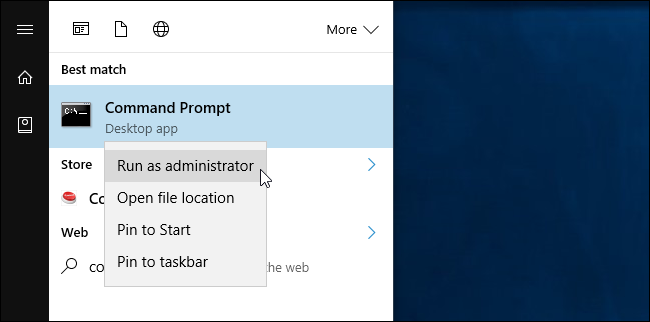 More
Best match
Command Prompt
Desktop app
Store
Run as administrator
Open file location
Web
Pin to Start
Pin to taskbar
the web